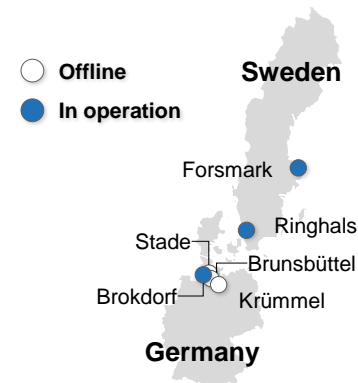 Offline
In operation
Sweden
Forsmark
Ringhals
Stade
Brunsbüttel
Brokdorf
Krümmel
Germany